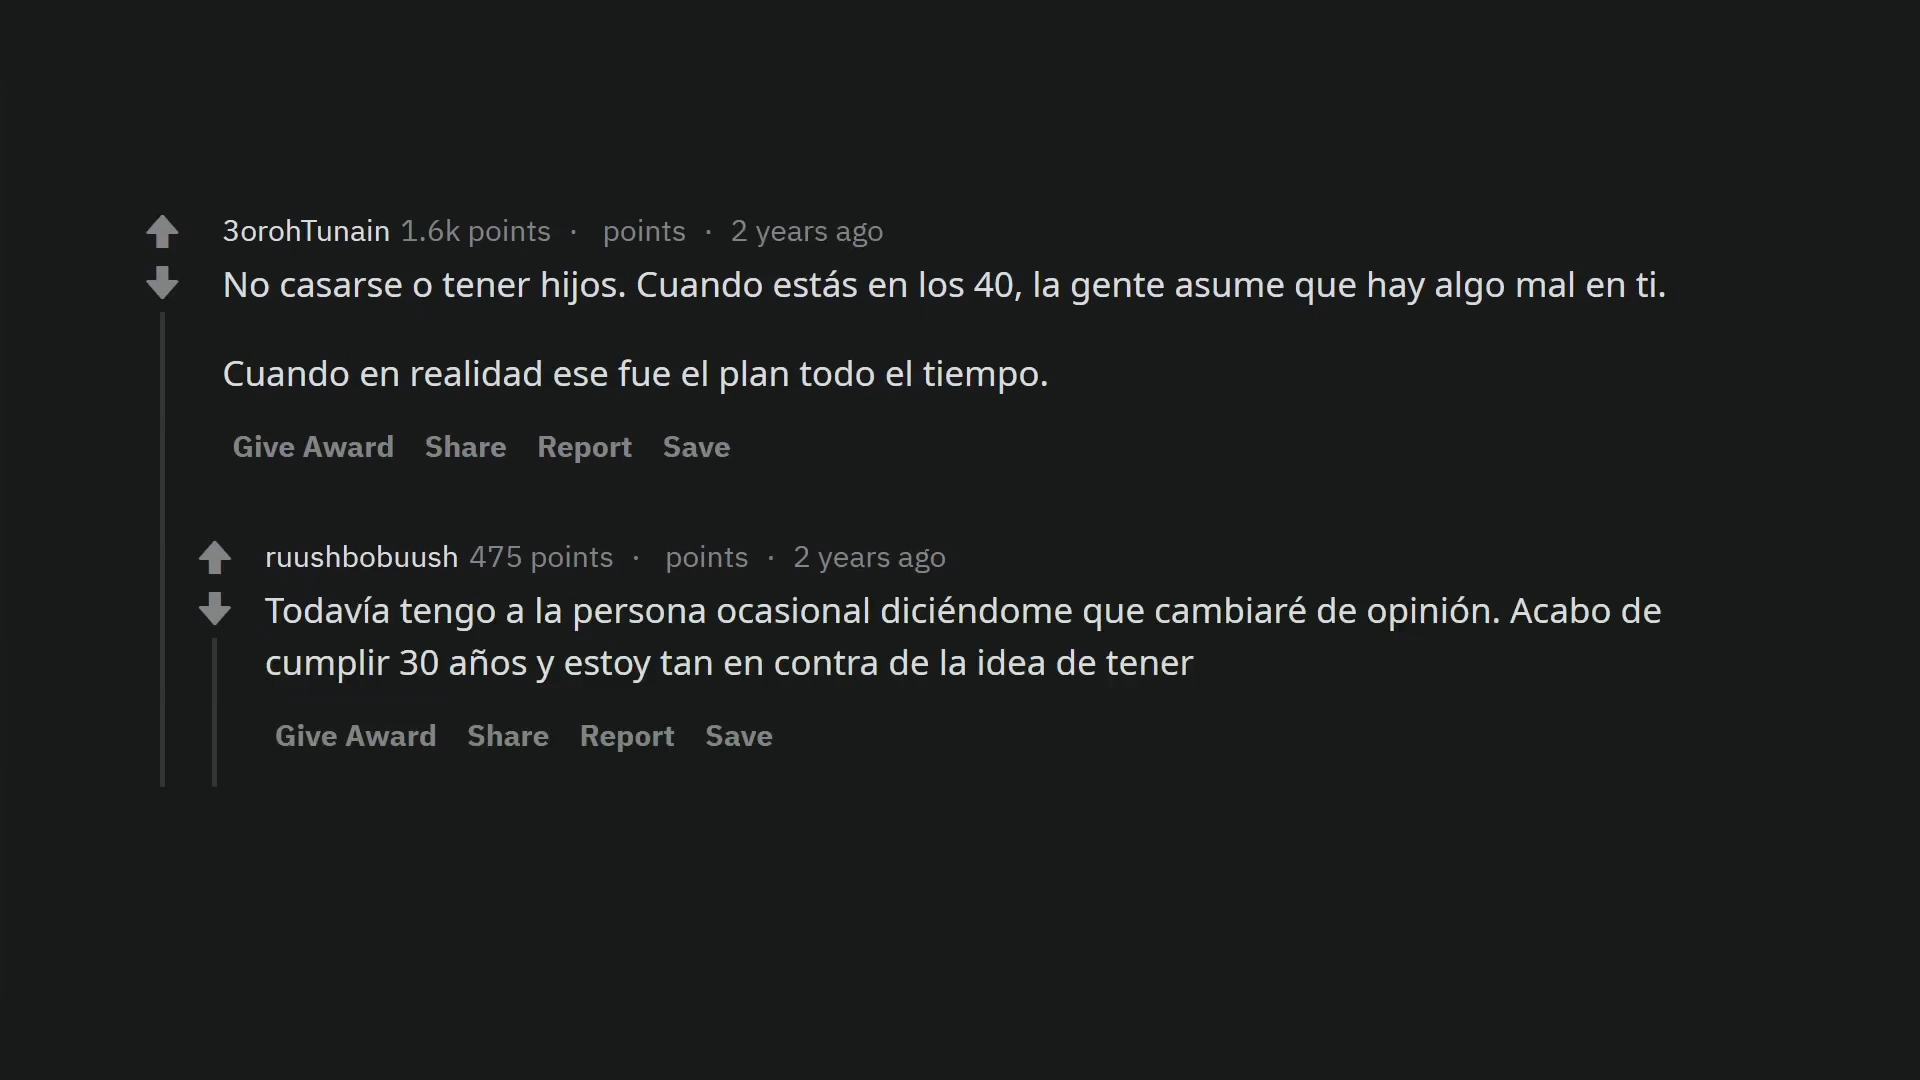 3orohTunain 1.6k points · points · 2 years ago
No casarse o tener hijos. Cuando estás en los 40, la gente asume que hay algo mal en ti.
Cuando en realidad ese fue el plan todo el tiempo.
Give Award Share Report Save
ruushbobuush 475 points · points · 2 years ago
Todavía tengo a la persona ocasional diciéndome que cambiaré de opinión. Acabo de
cumplir 30 años y estoy tan en contra de la idea de tener
Give Award Share Report Save